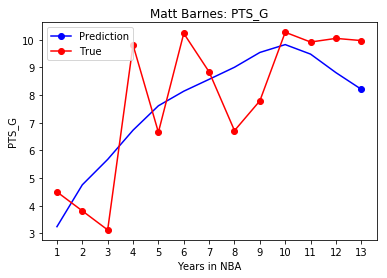 Matt Barnes: PTS_G
Prediction
True
PTS_G
10
9
8
7
6
5
4
3
1 2 3 4 5 6 7 8 9 10 11 12 13
Years in NBA